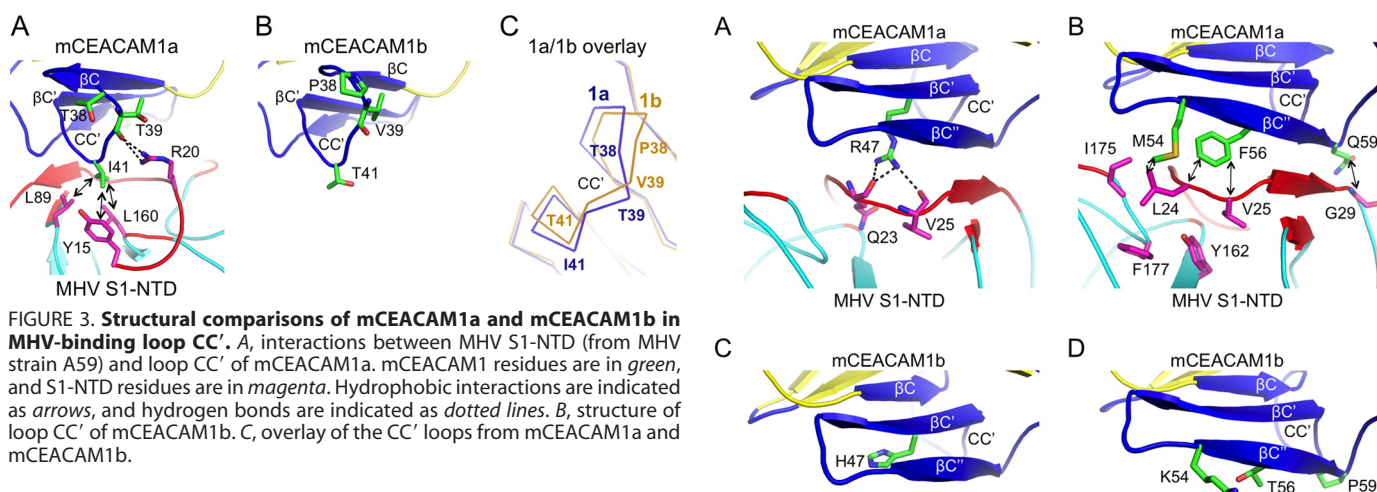 A
mCEACAM1a
βC
βC'
T38
T39
CC'
R20
I41
L89
L160
Y15
MHV S1-NTD
B
mCEACAM1b
βC
P38
βC'
V39
CC'
T41
C
1a/1b overlay
1a
1b
T38
P38
CC'
V39
T41
T39
I41
FIGURE 3. Structural comparisons of mCEACAM1a and mCEACAM1b in
MHV-binding loop CC'. A, interactions between MHV S1-NTD (from MHV
strain A59) and loop CC' of mCEACAM1a. mCEACAM1 residues are in green,
and S1-NTD residues are in magenta. Hydrophobic interactions are indicated
as arrows, and hydrogen bonds are indicated as dotted lines. B, structure of
loop CC' of mCEACAM1b. C, overlay of the CC' loops from mCEACAM1a and
mCEACAM1b.
A
mCEACAM1a
βC
βC'
CC'
βC''
R47
V25
Q23
MHV S1-NTD
B
mCEACAM1a
βC
βC'
CC'
βC''
M54
Q59
I175
F56
L24
V25
G29
F177
Y162
MHV S1-NTD
C
mCEACAM1b
βC
βC'
CC'
H47
βC''
D
mCEACAM1b
βC
βC'
CC'
βC''
K54
T56
P59